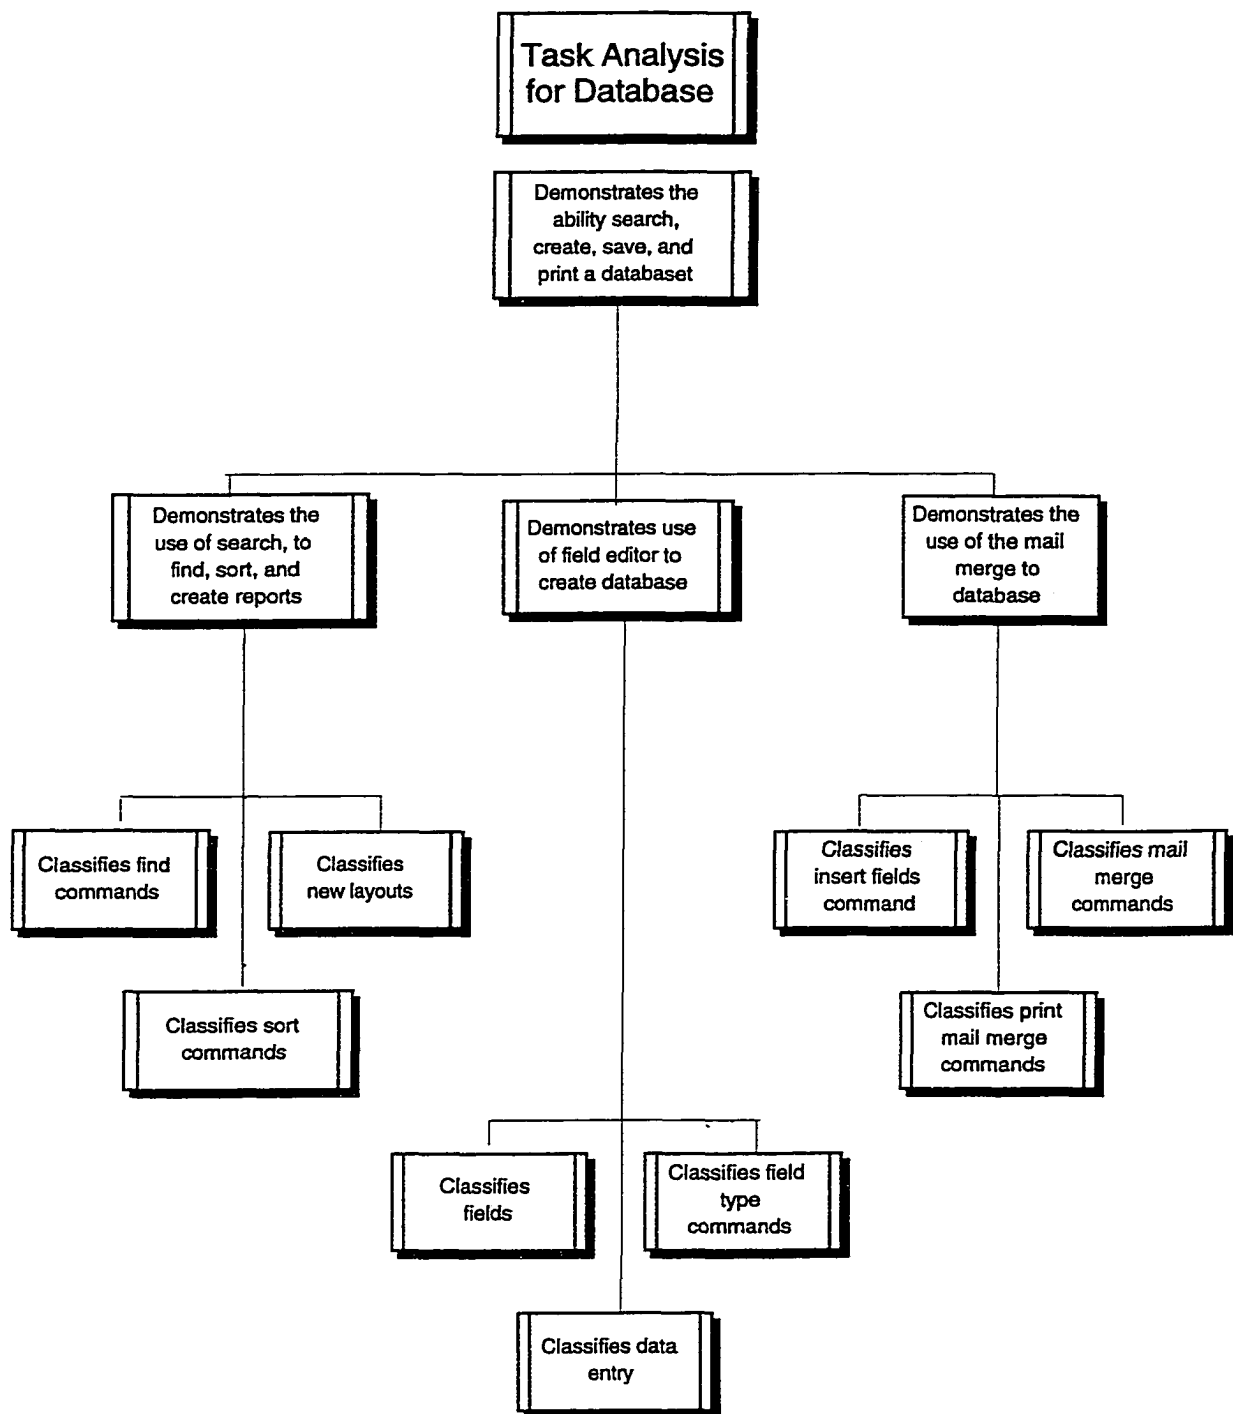 Task Analysis
for Database
Demonstrates the
ability search,
create, save, and
print a databaset
Demonstrates the
use of search, to
find, sort, and
create reports
Demonstrates use
of field editor to
create database
Demonstrates the
use of the mail
merge to
database
Classifies find
commands
Classifies
new layouts
Classifies sort
commands
Classifies
insert fields
command
Classifies mail
merge
commands
Classifies print
mail merge
commands
Classifies
fields
Classifies field
type
commands
Classifies data
entry